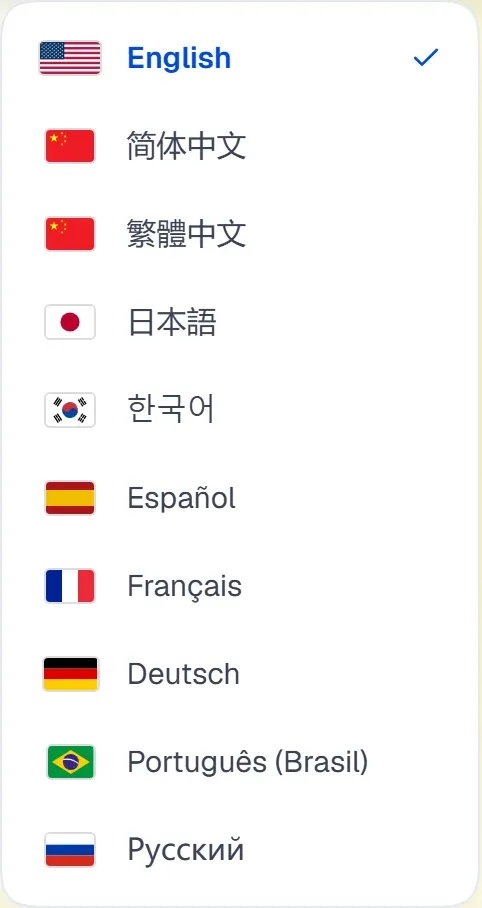 English
简体中文
繁體中文
日本語
한국어
Español
Français
Deutsch
Português (Brasil)
Русский